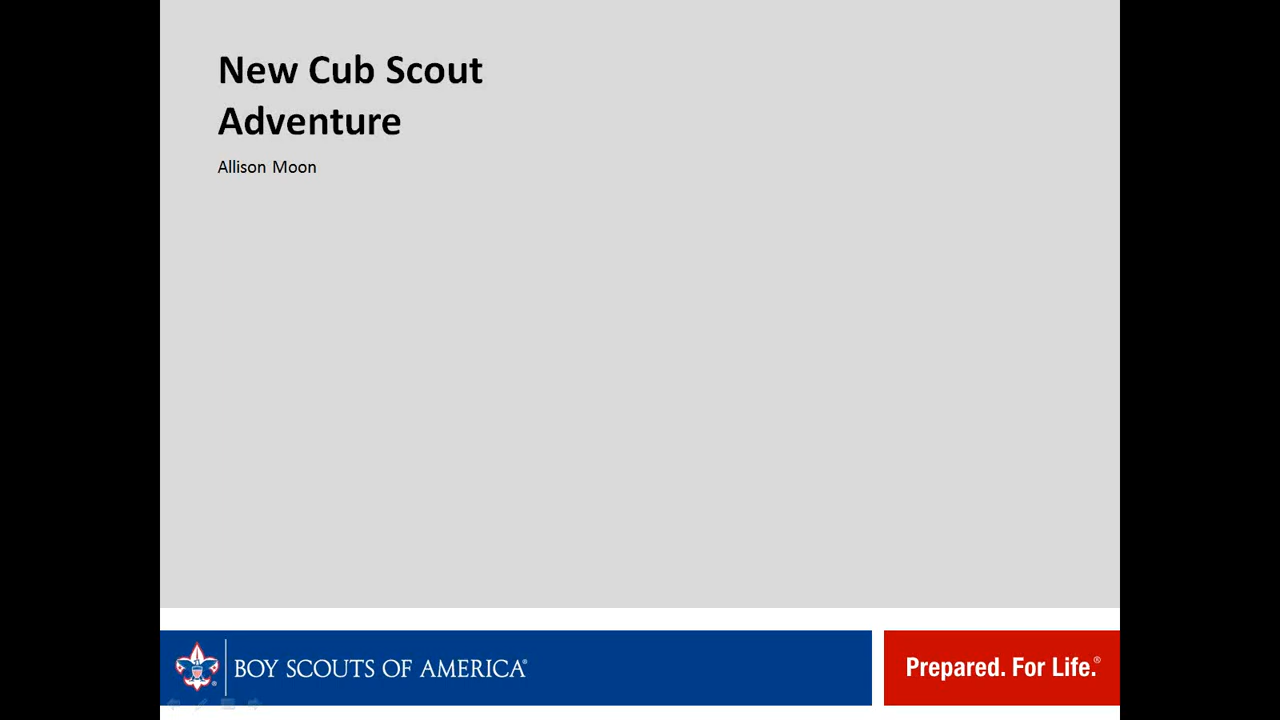 New Cub Scout
Adventure
Allison Moon
BOY SCOUTS OF AMERICA®
Prepared. For Life.®